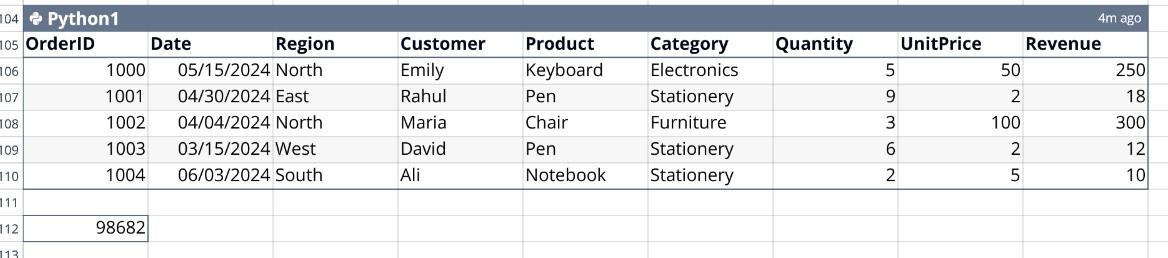 104 Python1 4m ago
105 OrderID Date Region Customer Product Category Quantity UnitPrice Revenue
106 1000 05/15/2024 North Emily Keyboard Electronics 5 50 250
107 1001 04/30/2024 East Rahul Pen Stationery 9 2 18
108 1002 04/04/2024 North Maria Chair Furniture 3 100 300
109 1003 03/15/2024 West David Pen Stationery 6 2 12
110 1004 06/03/2024 South Ali Notebook Stationery 2 5 10
111
112 98682
113